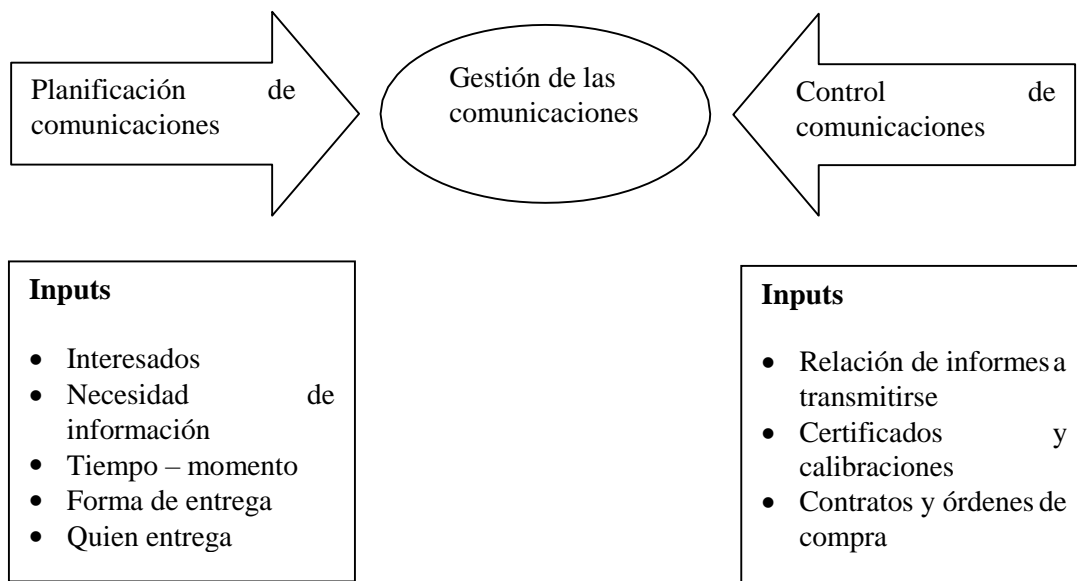 Planificación de
comunicaciones
Gestión de las
comunicaciones
Control de
comunicaciones
Inputs
• Interesados
• Necesidad de
información
• Tiempo – momento
• Forma de entrega
• Quien entrega
Inputs
• Relación de informes a
transmitirse
• Certificados y
calibraciones
• Contratos y órdenes de
compra